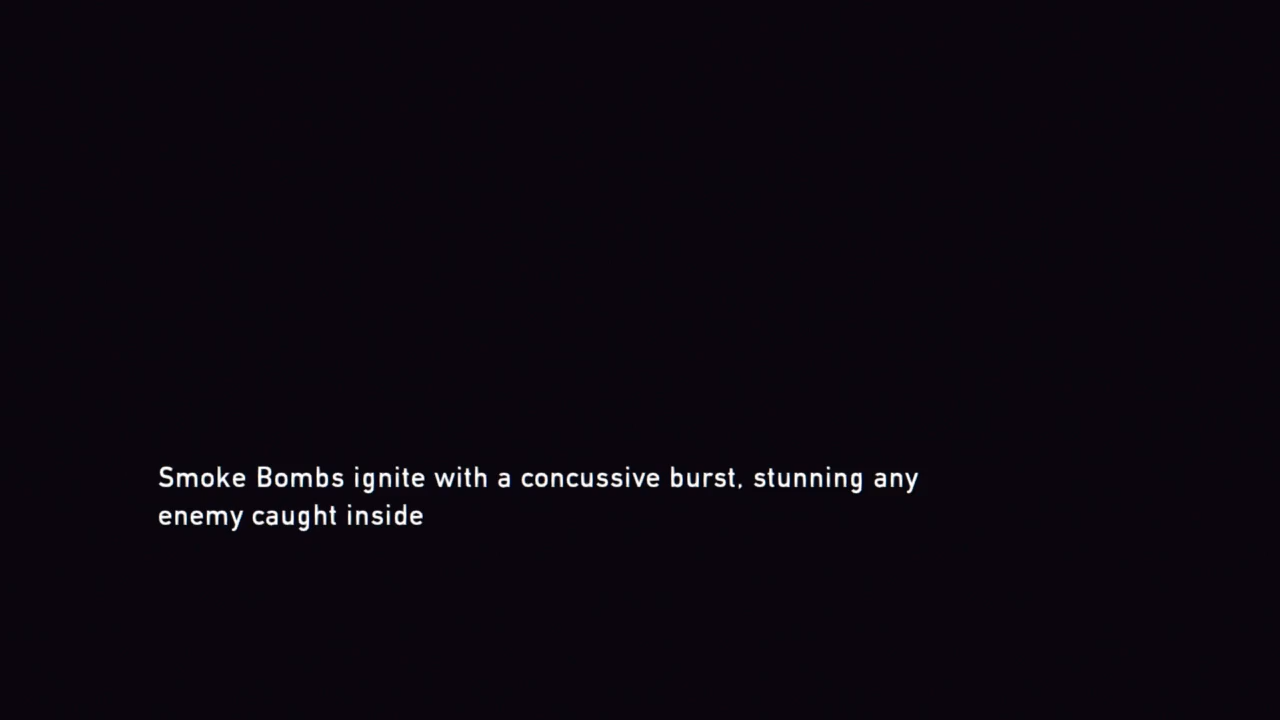 Smoke Bombs ignite with a concussive burst, stunning any
enemy caught inside